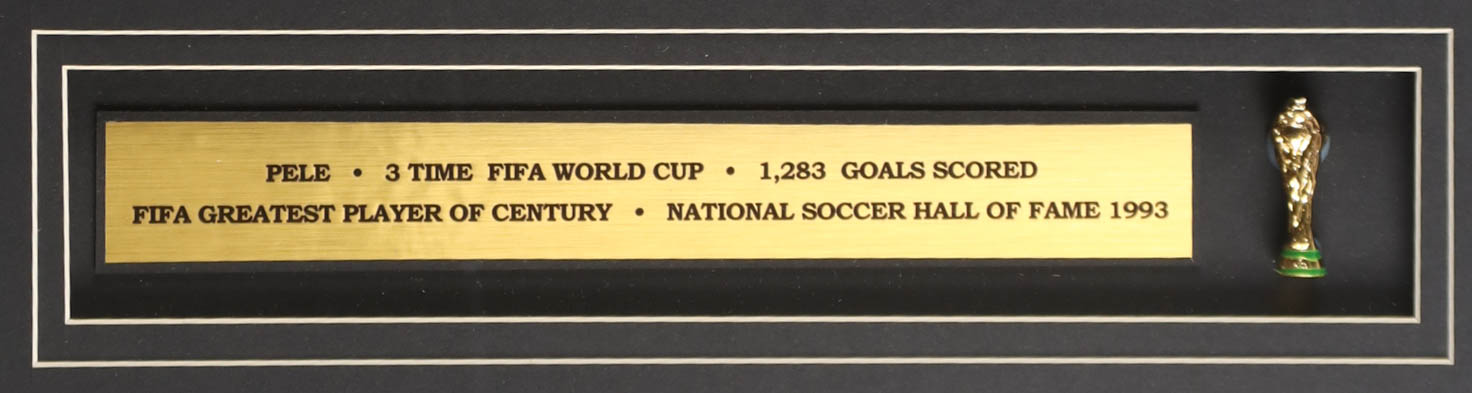 PELE • 3 TIME FIFA WORLD CUP • 1,283 GOALS SCORED
FIFA GREATEST PLAYER OF CENTURY • NATIONAL SOCCER HALL OF FAME 1993